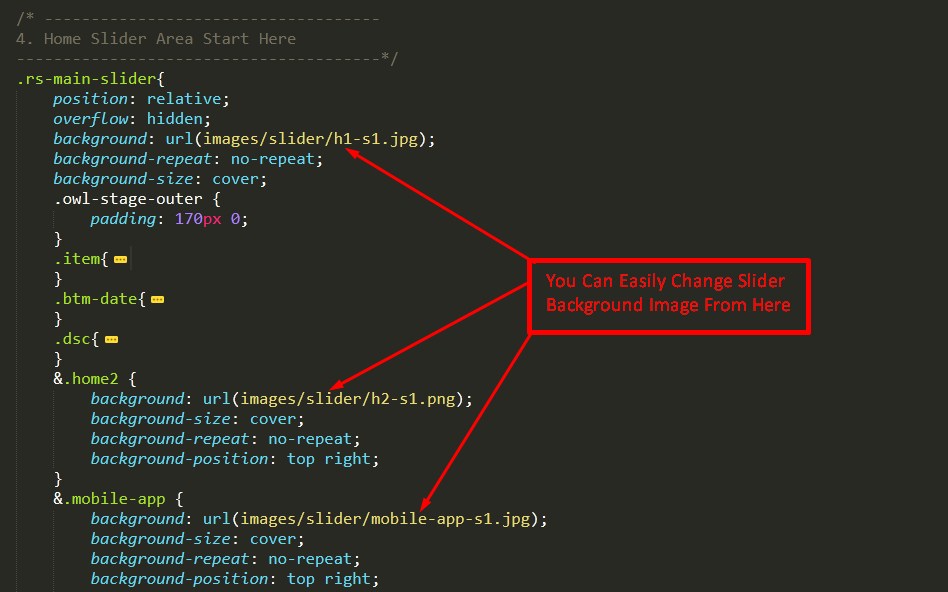 /* ------------------------------------
4. Home Slider Area Start Here
---------------------------------------*/
.rs-main-slider{
    position: relative;
    overflow: hidden;
    background: url(images/slider/h1-s1.jpg);
    background-repeat: no-repeat;
    background-size: cover;
    .owl-stage-outer {
        padding: 170px 0;
    }
    .item{
    }
    .btm-date{
    }
    .dsc{
    }
    &.home2 {
        background: url(images/slider/h2-s1.png);
        background-size: cover;
        background-repeat: no-repeat;
        background-position: top right;
    }
    &.mobile-app {
        background: url(images/slider/mobile-app-s1.jpg);
        background-size: cover;
        background-repeat: no-repeat;
        background-position: top right;
You Can Easily Change Slider
Background Image From Here